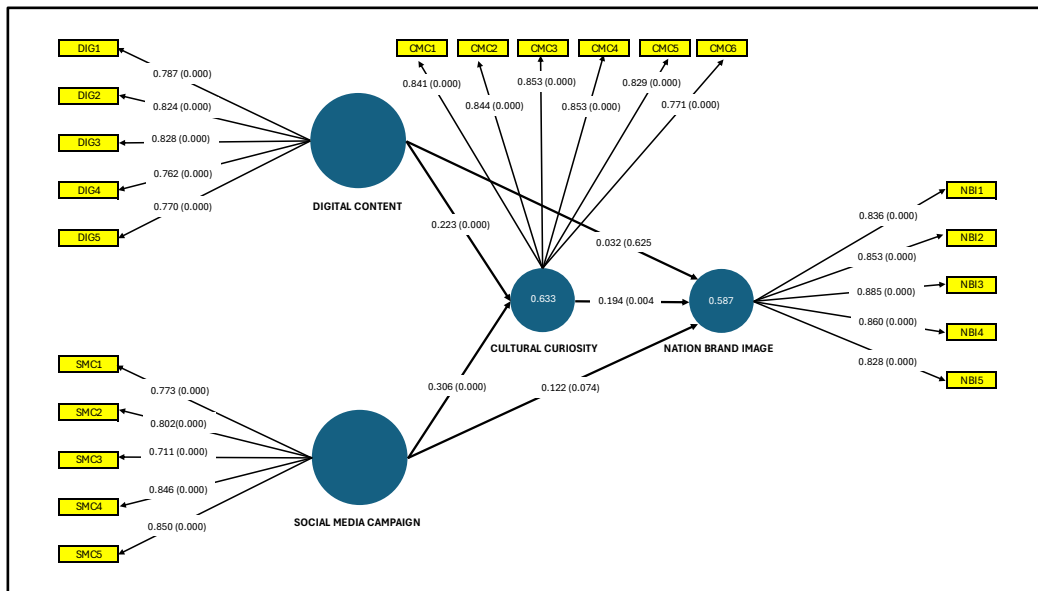 DIG1
DIG2
DIG3
DIG4
DIG5
0.787 (0.000)
0.824 (0.000)
0.828 (0.000)
0.762 (0.000)
0.770 (0.000)
DIGITAL CONTENT
CMC1 CMC2 CMC3 CMC4 CMC5 CMC6
0.841 (0.000)
0.844 (0.000)
0.853 (0.000)
0.853 (0.000)
0.829 (0.000)
0.771 (0.000)
0.223 (0.000)
0.032 (0.625
0.633
0.194 (0.004
0.587
CULTURAL CURIOSITY
NATION BRAND IMAGE
NBI1
NBI2
NBI3
NBI4
NBI5
0.836 (0.000)
0.853 (0.000)
0.885 (0.000)
0.860 (0.000)
0.828 (0.000)
0.306 (0.000)
0.122 (0.074)
SMC1
SMC2
SMC3
SMC4
SMC5
0.773 (0.000)
0.802(0.000)
0.711 (0.000)
0.846 (0.000)
0.850 (0.000)
SOCIAL MEDIA CAMPAIGN